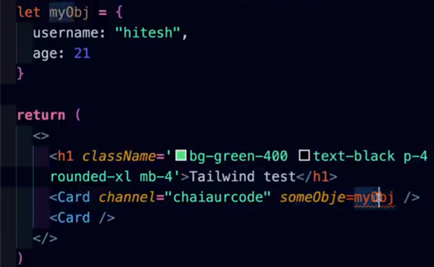 let myObj = {
username: "hitesh",
age: 21
}
return (
<>
<h1 className='bg-green-400 text-black p-4
rounded-xl mb-4'>Tailwind test</h1>
<Card channel="chaiaurcode" someObje=myObj />
<Card />
</>
)